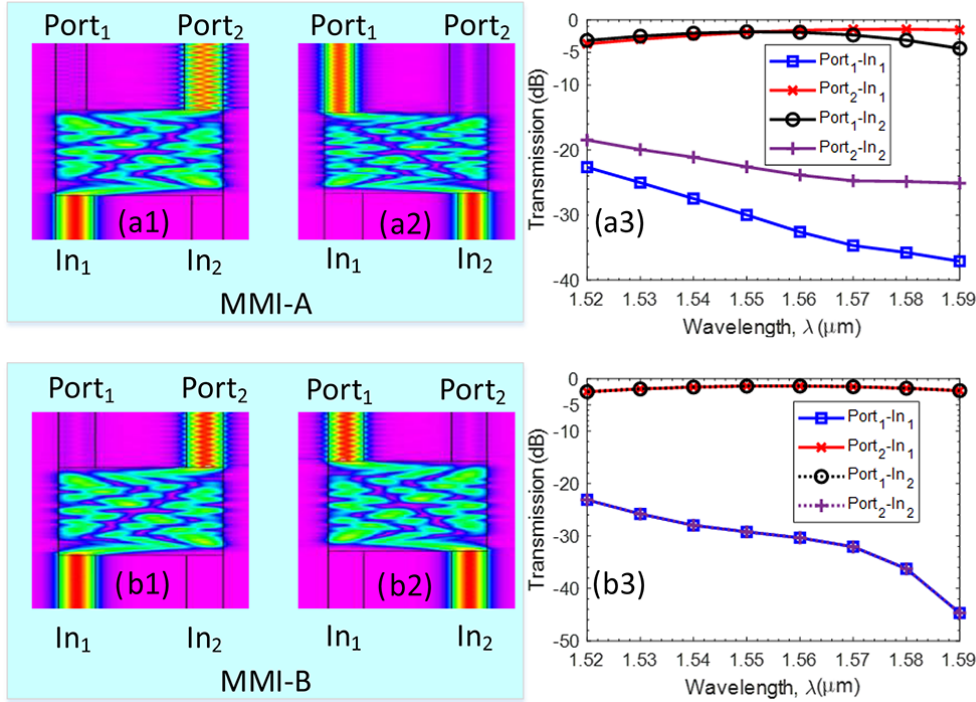 Port₁ Port₂ Port₁ Port₂
(a1) (a2)
In₁ In₂ In₁ In₂
MMI-A
Transmission (dB)
0
-5
-10
-20
-30
-40
Port₁-In₁
Port₂-In₁
Port₁-In₂
Port₂-In₂
(a3)
1.52 1.53 1.54 1.55 1.56 1.57 1.58 1.59
Wavelength, λ (μm)
Port₁ Port₂ Port₁ Port₂
(b1) (b2)
In₁ In₂ In₁ In₂
MMI-B
Transmission (dB)
0
-5
-10
-20
-30
-40
-50
Port₁-In₁
Port₂-In₁
Port₁-In₂
Port₂-In₂
(b3)
1.52 1.53 1.54 1.55 1.56 1.57 1.58 1.59
Wavelength, λ (μm)